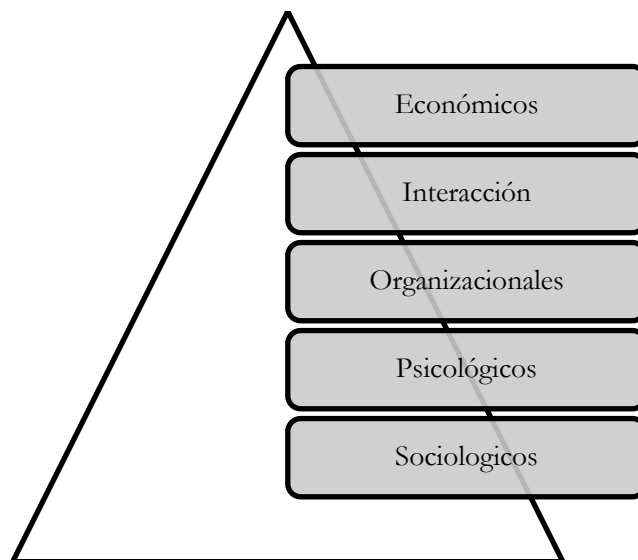 Económicos
Interacción
Organizacionales
Psicológicos
Sociologicos